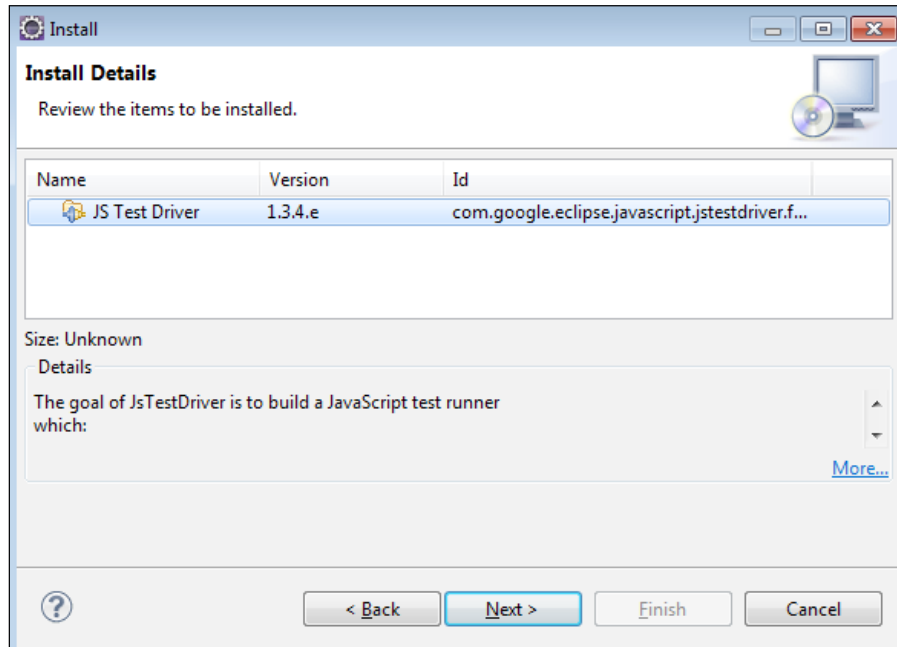 Install
Install Details
Review the items to be installed.
Name Version Id
JS Test Driver 1.3.4.e com.google.eclipse.javascript.jstestdriver.f...
Size: Unknown
Details
The goal of JsTestDriver is to build a JavaScript test runner
which:
More...
< Back Next > Finish Cancel